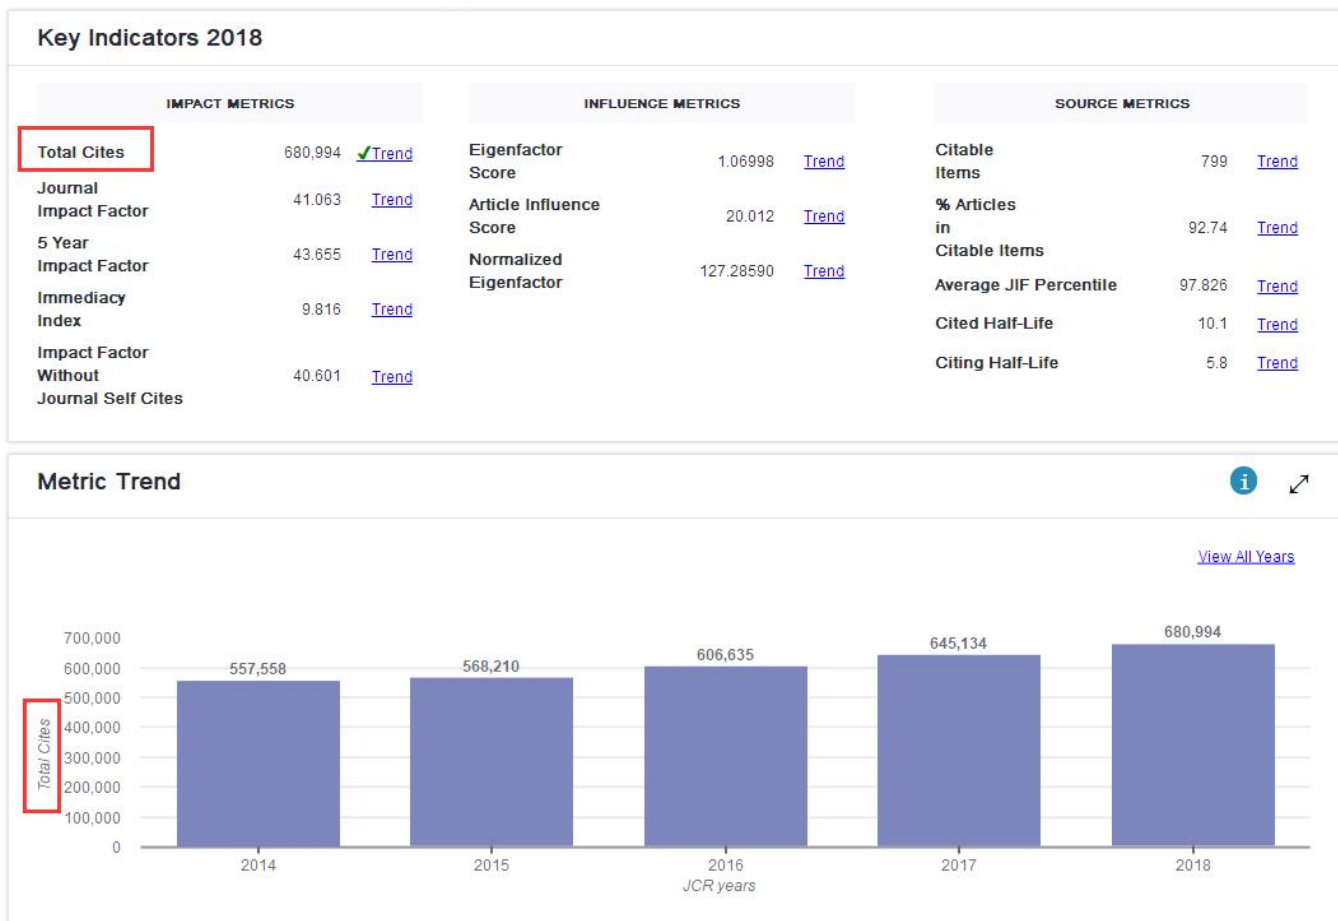 Key Indicators 2018
IMPACT METRICS
Total Cites 680,994 ✓Trend
Journal
Impact Factor 41.063 Trend
5 Year
Impact Factor 43.655 Trend
Immediacy
Index 9.816 Trend
Impact Factor
Without
Journal Self Cites 40.601 Trend
INFLUENCE METRICS
Eigenfactor
Score 1.06998 Trend
Article Influence
Score 20.012 Trend
Normalized
Eigenfactor 127.28590 Trend
SOURCE METRICS
Citable
Items 799 Trend
% Articles
in
Citable Items 92.74 Trend
Average JIF Percentile 97.826 Trend
Cited Half-Life 10.1 Trend
Citing Half-Life 5.8 Trend
Metric Trend
i
View All Years
Total Cites
700,000
600,000
500,000
400,000
300,000
200,000
100,000
0
557,558
568,210
606,635
645,134
680,994
2014 2015 2016 2017 2018
JCR years